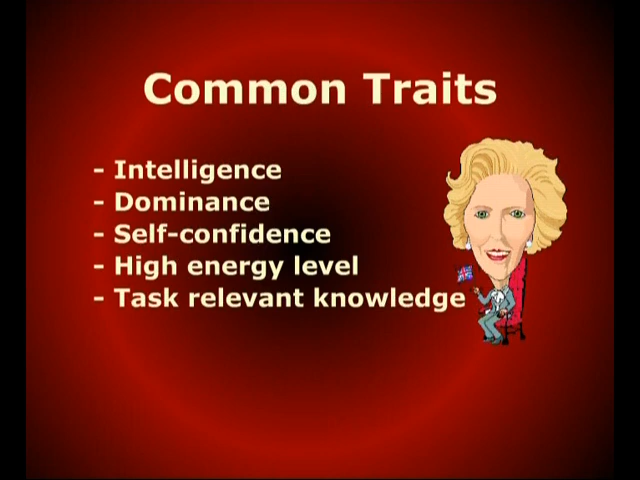 Common Traits
- Intelligence
- Dominance
- Self-confidence
- High energy level
- Task relevant knowledge